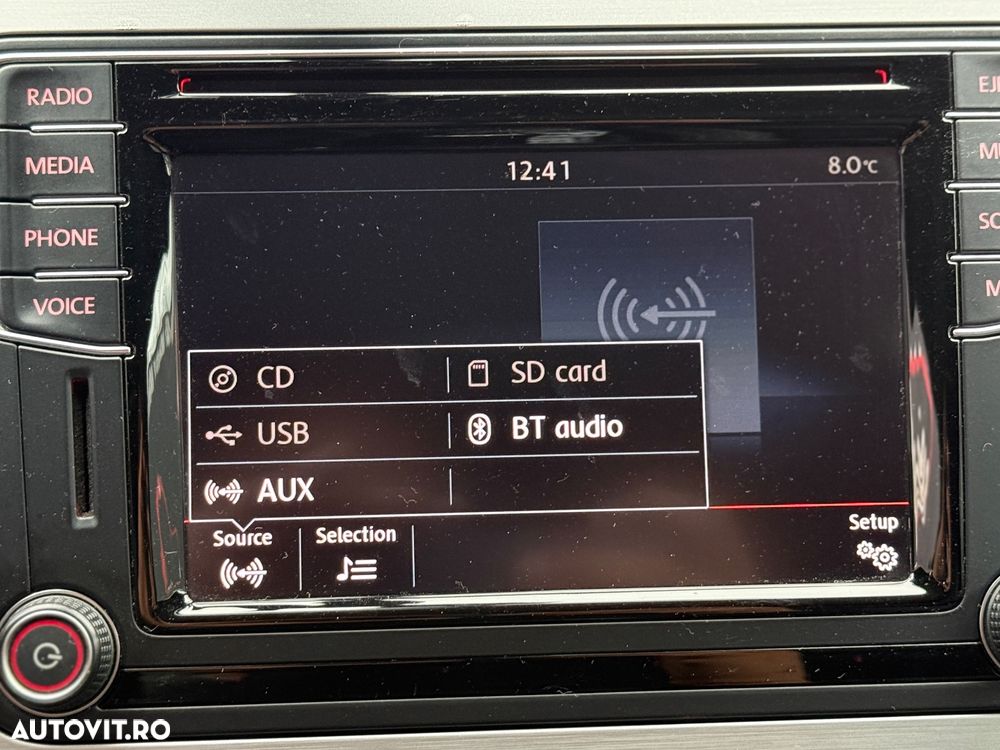 RADIO
MEDIA
PHONE
VOICE
12:41
8.0°C
CD
SD card
USB
BT audio
AUX
Source
Selection
Setup
AUTOVIT.RO